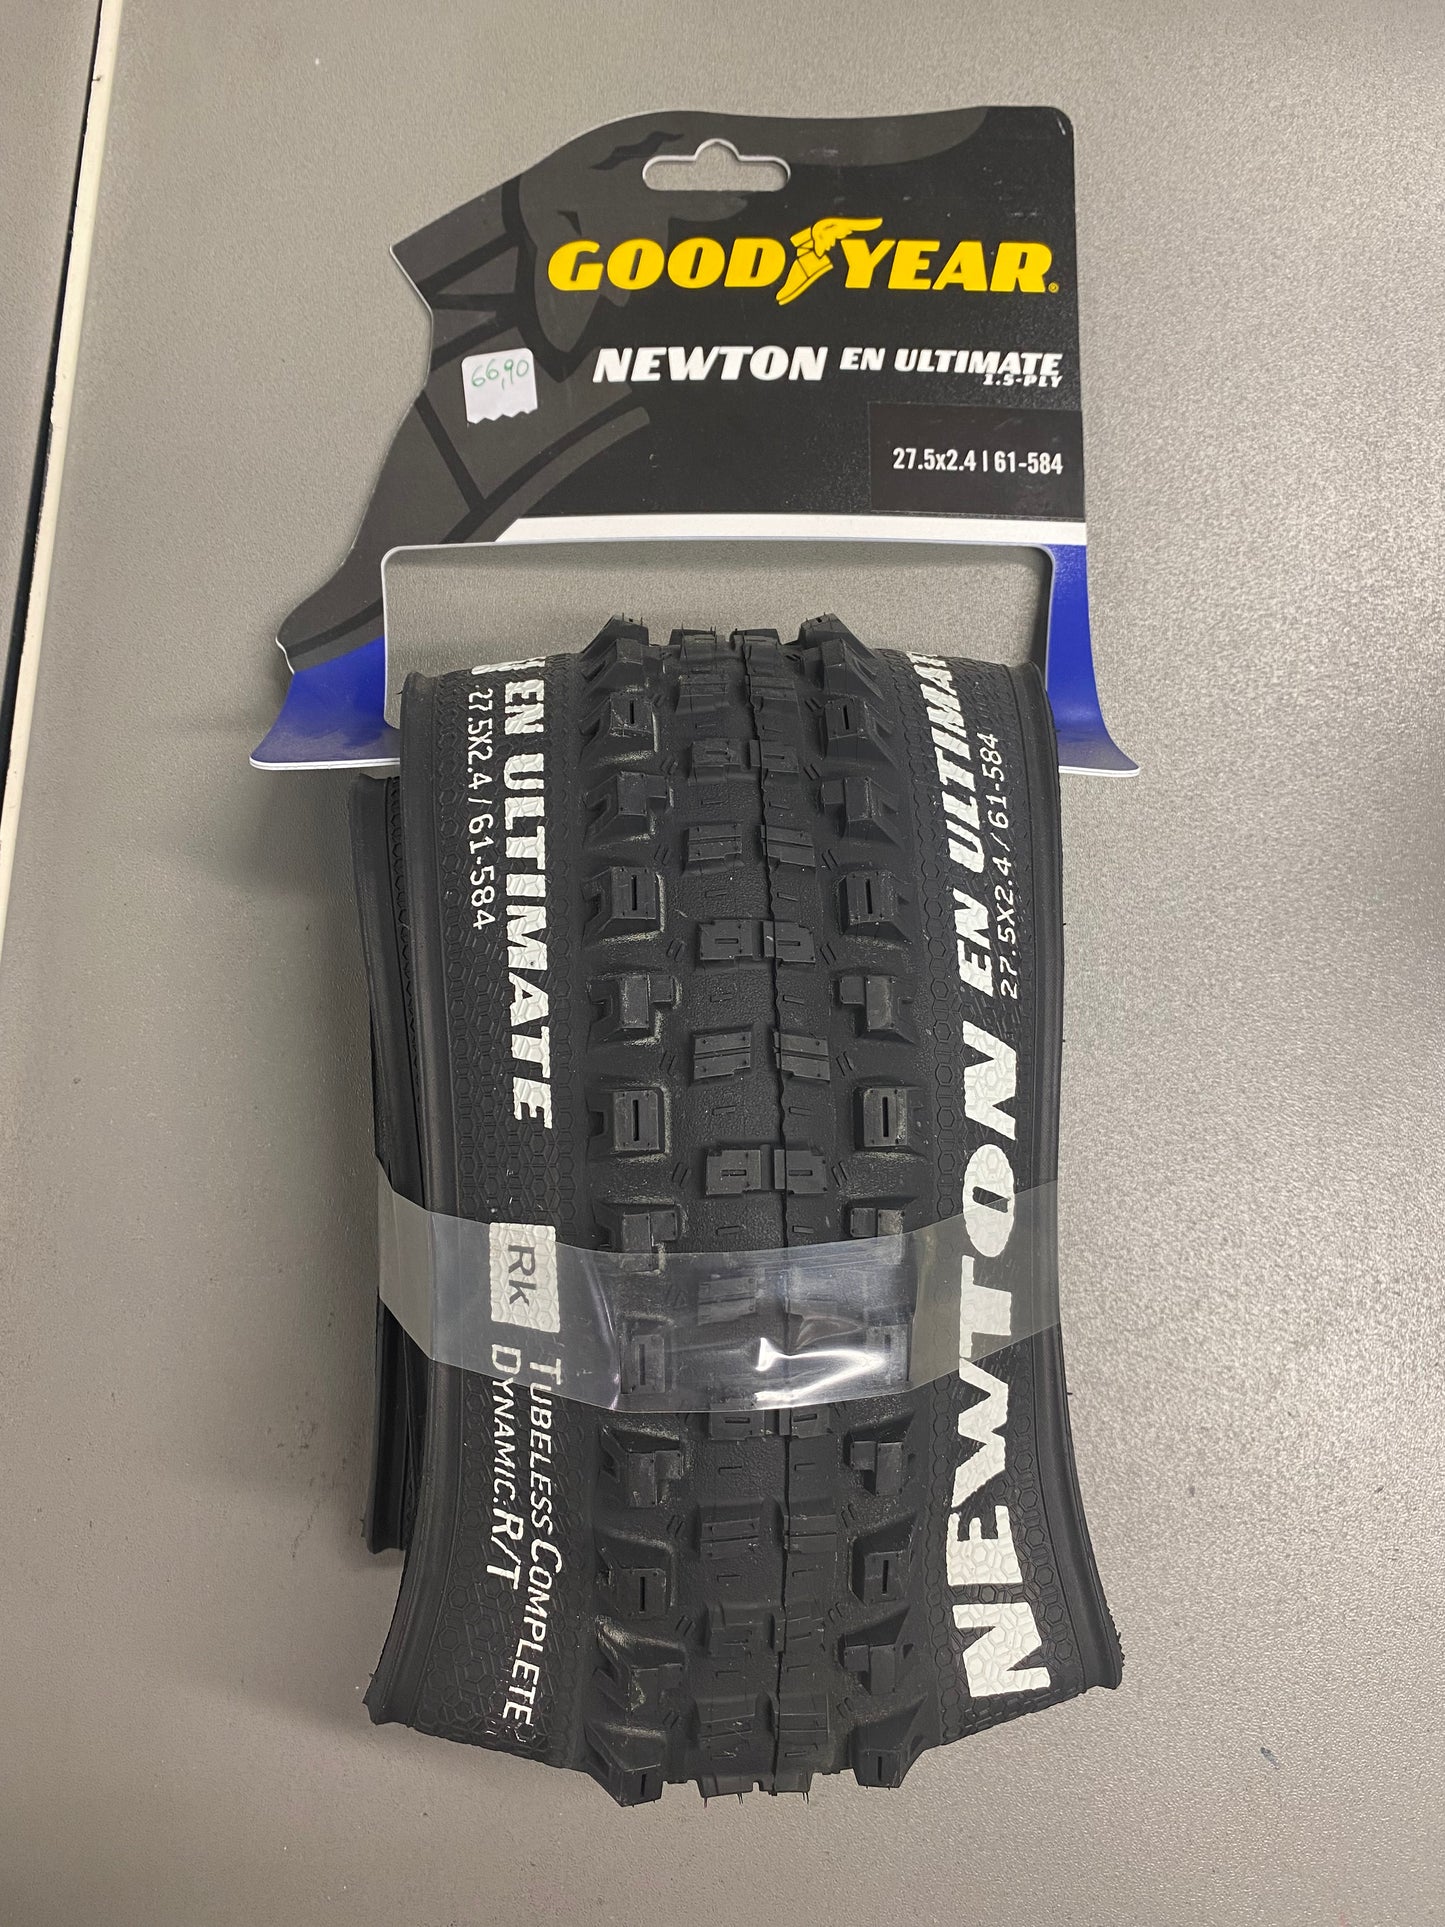 GOODYEAR
NEWTON EN ULTIMATE
1.5-PLY
66,90
27.5x2.4 | 61-584
EN ULTIMATE
27.5X2.4 / 61-584
Rk
TUBELESS COMPLETE
DYNAMIC:R/T
NEWTON EN ULTIMATE
27.5X2.4 / 61-584